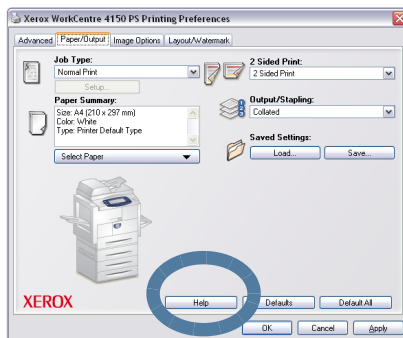 Xerox WorkCentre 4150 PS Printing Preferences
Advanced Paper/Output Image Options Layout/Watermark
Job Type:
Normal Print
Setup...
Paper Summary:
Size: A4 (210 x 297 mm)
Color: White
Type: Printer Default Type
Select Paper
2 Sided Print:
2 Sided Print
Output/Stapling:
Collated
Saved Settings:
Load... Save...
XEROX
Help Defaults Default All
OK Cancel Apply